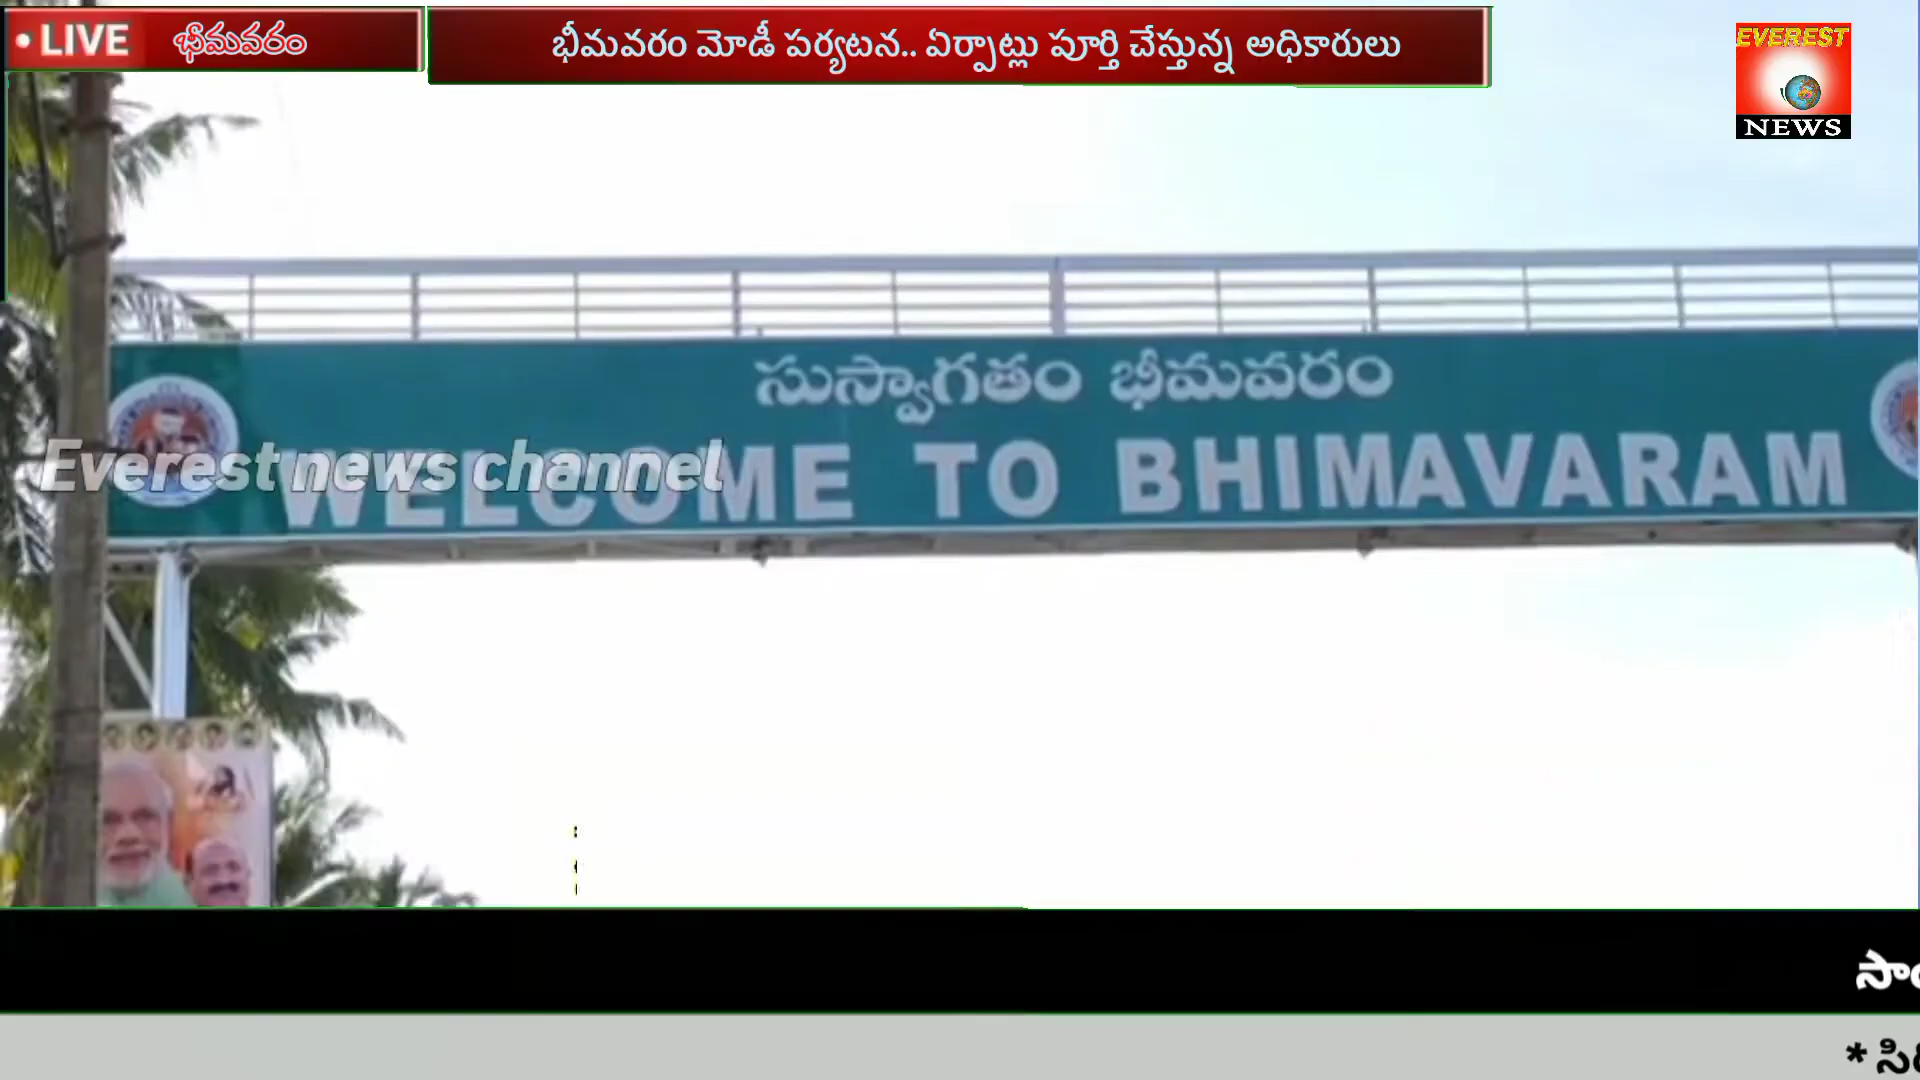 • LIVE భీమవరం
భీమవరం మోడీ పర్యటన.. ఏర్పాట్లు పూర్తి చేస్తున్న అధికారులు
EVEREST
NEWS
సుస్వాగతం భీమవరం
WELCOME TO BHIMAVARAM
Everest news channel